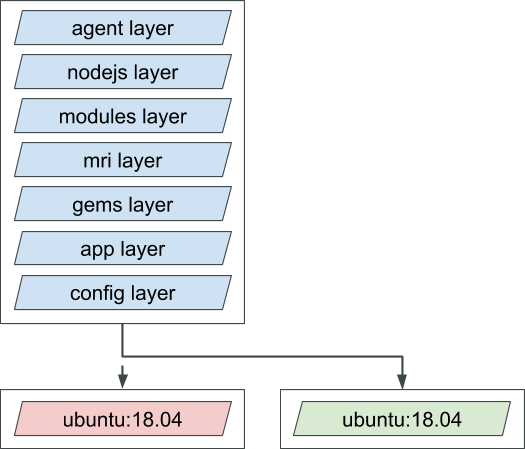 agent layer
nodejs layer
modules layer
mri layer
gems layer
app layer
config layer
ubuntu:18.04
ubuntu:18.04